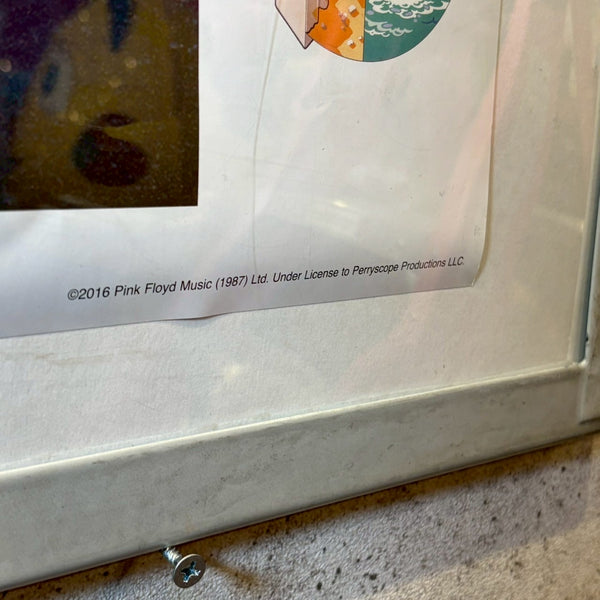 ©2016 Pink Floyd Music (1987) Ltd. Under License to Perryscope Productions LLC.